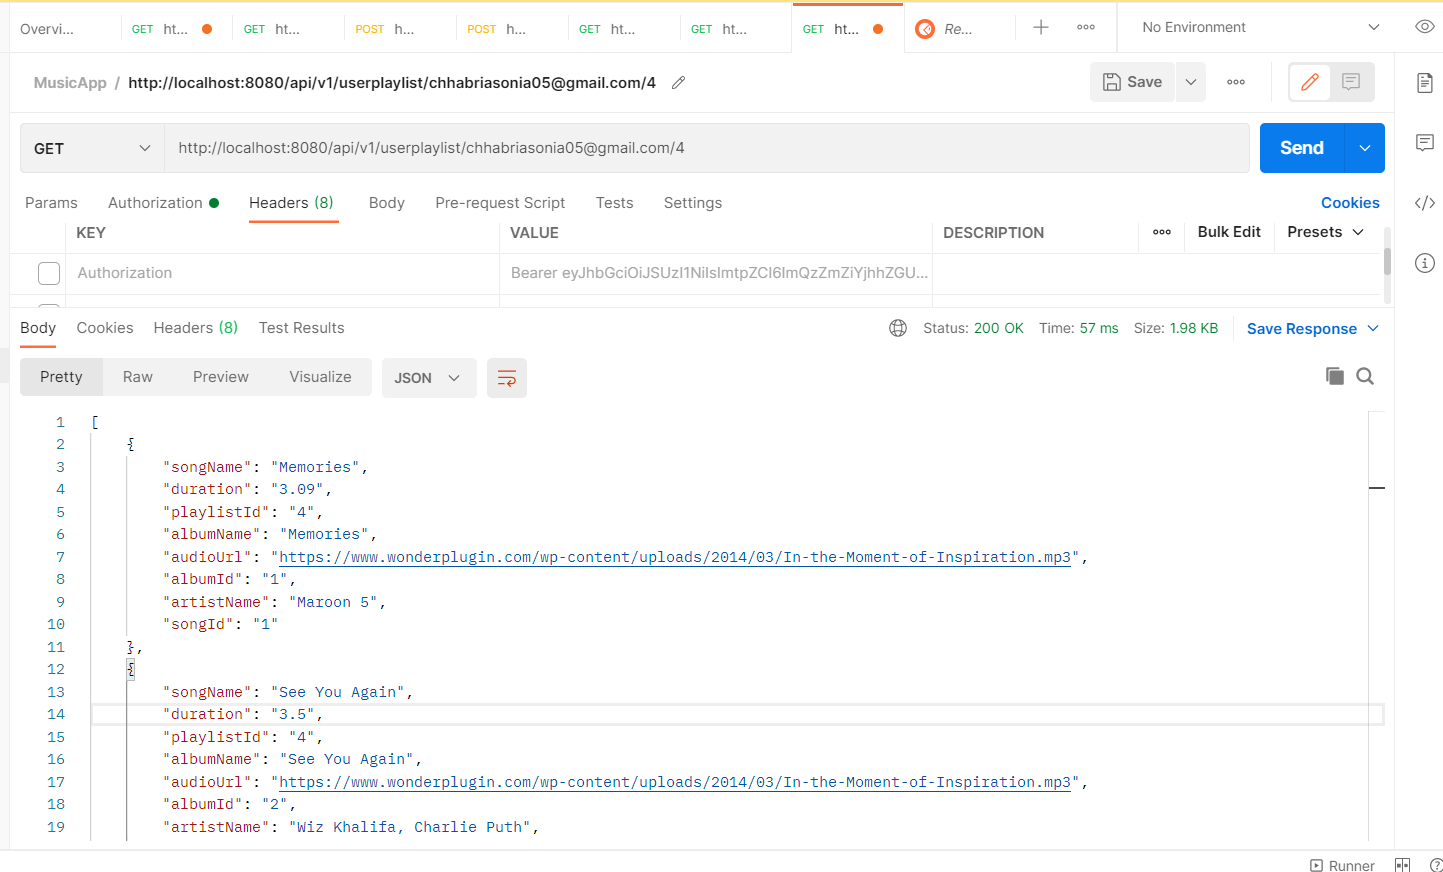 Overvi... GET ht... GET ht... POST h... POST h... GET ht... GET ht... GET ht... Re... No Environment
MusicApp / http://localhost:8080/api/v1/userplaylist/chhabriasonia05@gmail.com/4 Save
GET http://localhost:8080/api/v1/userplaylist/chhabriasonia05@gmail.com/4 Send
Params Authorization Headers (8) Body Pre-request Script Tests Settings Cookies
KEY VALUE DESCRIPTION Bulk Edit Presets
Authorization Bearer eyJhbGciOiJSUzI1NiIsImtpZCI6ImQzZmZiYjhhZGU...
Body Cookies Headers (8) Test Results Status: 200 OK Time: 57 ms Size: 1.98 KB Save Response
Pretty Raw Preview Visualize JSON
1 [
2 {
3 "songName": "Memories",
4 "duration": "3.09",
5 "playlistId": "4",
6 "albumName": "Memories",
7 "audioUrl": "https://www.wonderplugin.com/wp-content/uploads/2014/03/In-the-Moment-of-Inspiration.mp3",
8 "albumId": "1",
9 "artistName": "Maroon 5",
10 "songId": "1"
11 },
12 {
13 "songName": "See You Again",
14 "duration": "3.5",
15 "playlistId": "4",
16 "albumName": "See You Again",
17 "audioUrl": "https://www.wonderplugin.com/wp-content/uploads/2014/03/In-the-Moment-of-Inspiration.mp3",
18 "albumId": "2",
19 "artistName": "Wiz Khalifa, Charlie Puth",
Runner